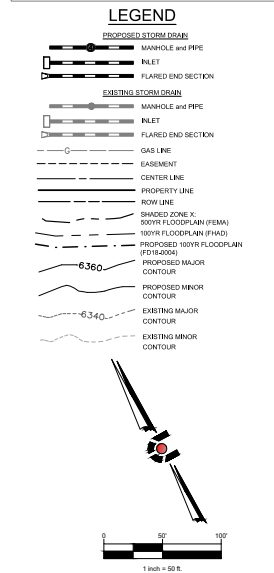 LEGEND
PROPOSED STORM DRAIN
MANHOLE and PIPE
INLET
FLARED END SECTION
EXISTING STORM DRAIN
MANHOLE and PIPE
INLET
FLARED END SECTION
G GAS LINE
EASEMENT
CENTER LINE
PROPERTY LINE
ROW LINE
SHADED ZONE X:
500YR FLOODPLAIN (FEMA)
100YR FLOODPLAIN (FHAD)
PROPOSED 100YR FLOODPLAIN
(FD18-0004)
6360 PROPOSED MAJOR
CONTOUR
PROPOSED MINOR
CONTOUR
6340 EXISTING MAJOR
CONTOUR
EXISTING MINOR
CONTOUR
0 50' 100'
1 inch = 50 ft.